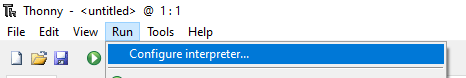 Thonny - <untitled> @ 1:1
File Edit View Run Tools Help
Configure interpreter...